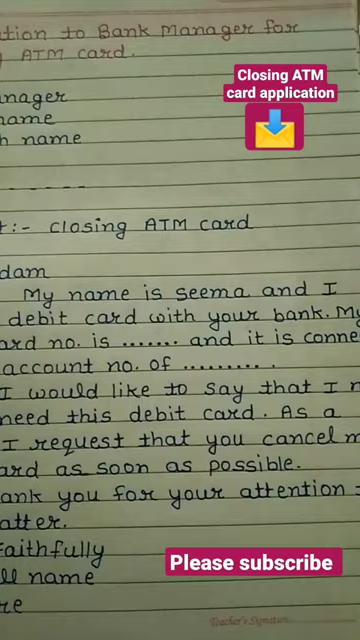 ation to Bank Manager for
ATM card.
Closing ATM
card application
anager
name
h name
t:- Closing ATM card
dam
My name is seema and I
debit card with your bank. My
ard no. is ....... and it is conne
account no. of ......... .
I would like to say that I n
need this debit card. As a
I request that you cancel m
ard as soon as possible.
ank you for your attention
atter.
Faithfully
ll name
re
Please subscribe
Teacher's Signature